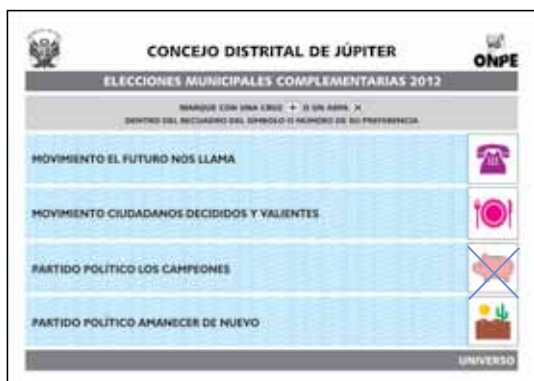 CONCEJO DISTRITAL DE JÚPITER
ONPE
ELECCIONES MUNICIPALES COMPLEMENTARIAS 2012
MARQUE CON UNA CRUZ + O UN ASPA ×
DENTRO DEL RECUADRO DEL SÍMBOLO O NÚMERO DE SU PREFERENCIA
MOVIMIENTO EL FUTURO NOS LLAMA
MOVIMIENTO CIUDADANOS DECIDIDOS Y VALIENTES
PARTIDO POLÍTICO LOS CAMPEONES
PARTIDO POLÍTICO AMANECER DE NUEVO
UNIVERSO